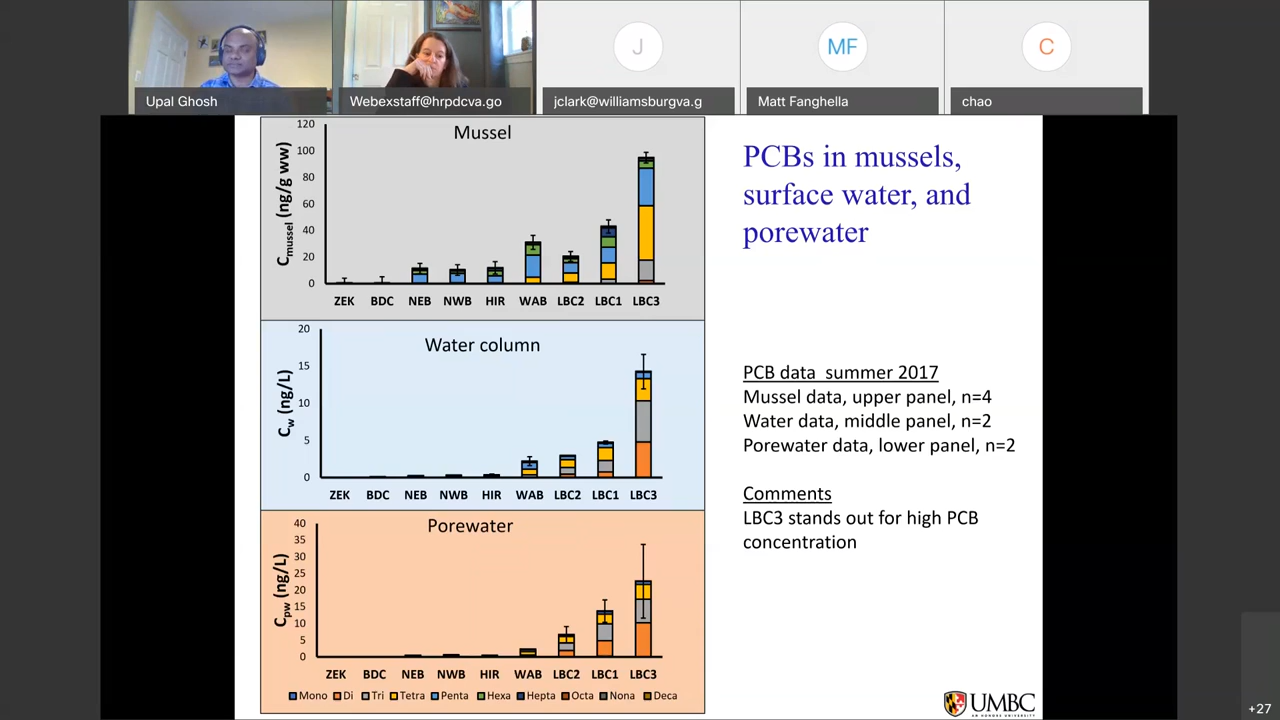 J
MF
C
Upal Ghosh
Webexstaff@hrpdcva.go
jclark@williamsburgva.g
Matt Fanghella
chao
Mussel
C mussel (ng/g ww)
120
100
80
60
40
20
0
ZEK BDC NEB NWB HIR WAB LBC2 LBC1 LBC3
Water column
Cw (ng/L)
20
15
10
5
0
ZEK BDC NEB NWB HIR WAB LBC2 LBC1 LBC3
Porewater
Cpw (ng/L)
40
35
30
25
20
15
10
5
0
ZEK BDC NEB NWB HIR WAB LBC2 LBC1 LBC3
Mono Di Tri Tetra Penta Hexa Hepta Octa Nona Deca
PCBs in mussels,
surface water, and
porewater
PCB data summer 2017
Mussel data, upper panel, n=4
Water data, middle panel, n=2
Porewater data, lower panel, n=2
Comments
LBC3 stands out for high PCB
concentration
UMBC
+27